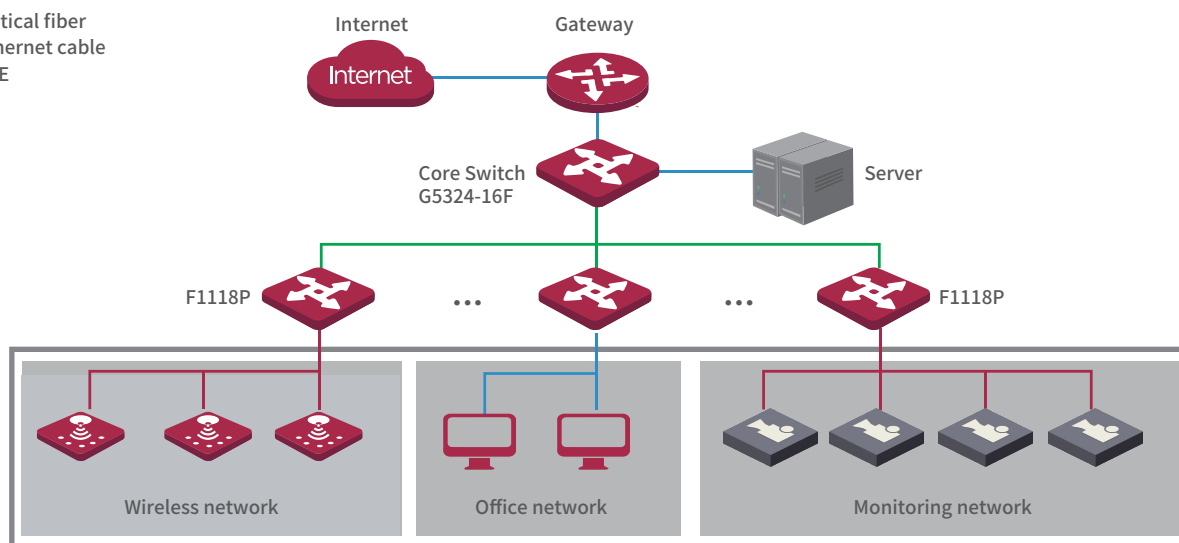 tical fiber
ernet cable
E
Internet
Gateway
Internet
Core Switch
G5324-16F
Server
F1118P
...
...
F1118P
Wireless network
Office network
Monitoring network